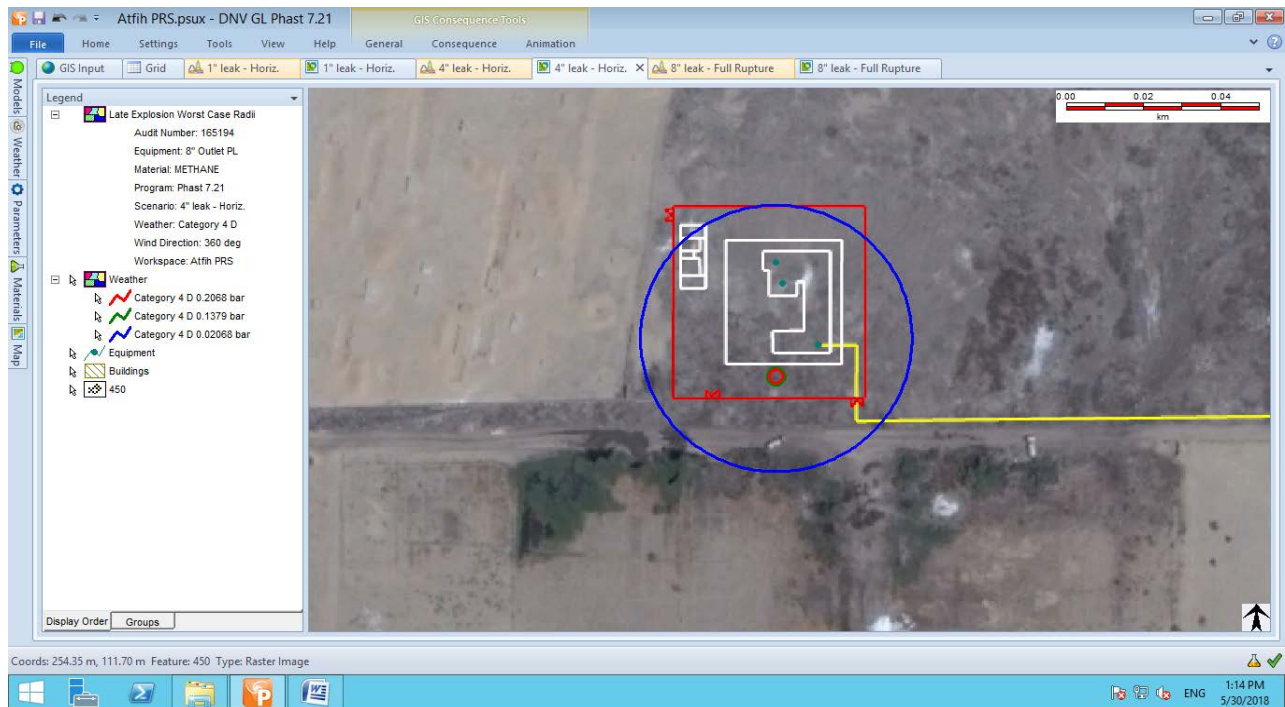 Atfih PRS.psux - DNV GL Phast 7.21
GIS Consequence Tools
File Home Settings Tools View Help General Consequence Animation
GIS Input Grid 1" leak - Horiz. 1" leak - Horiz. 4" leak - Horiz. 4" leak - Horiz. 8" leak - Full Rupture 8" leak - Full Rupture
Models
Weather
Parameters
Materials
Map
Legend
Late Explosion Worst Case Radii
Audit Number: 165194
Equipment: 8" Outlet PL
Material: METHANE
Program: Phast 7.21
Scenario: 4" leak - Horiz.
Weather: Category 4 D
Wind Direction: 360 deg
Workspace: Atfih PRS
Weather
Category 4 D 0.2068 bar
Category 4 D 0.1379 bar
Category 4 D 0.02068 bar
Equipment
Buildings
450
Display Order Groups
0.00 0.02 0.04
km
Coords: 254.35 m, 111.70 m Feature: 450 Type: Raster Image
ENG
1:14 PM
5/30/2018